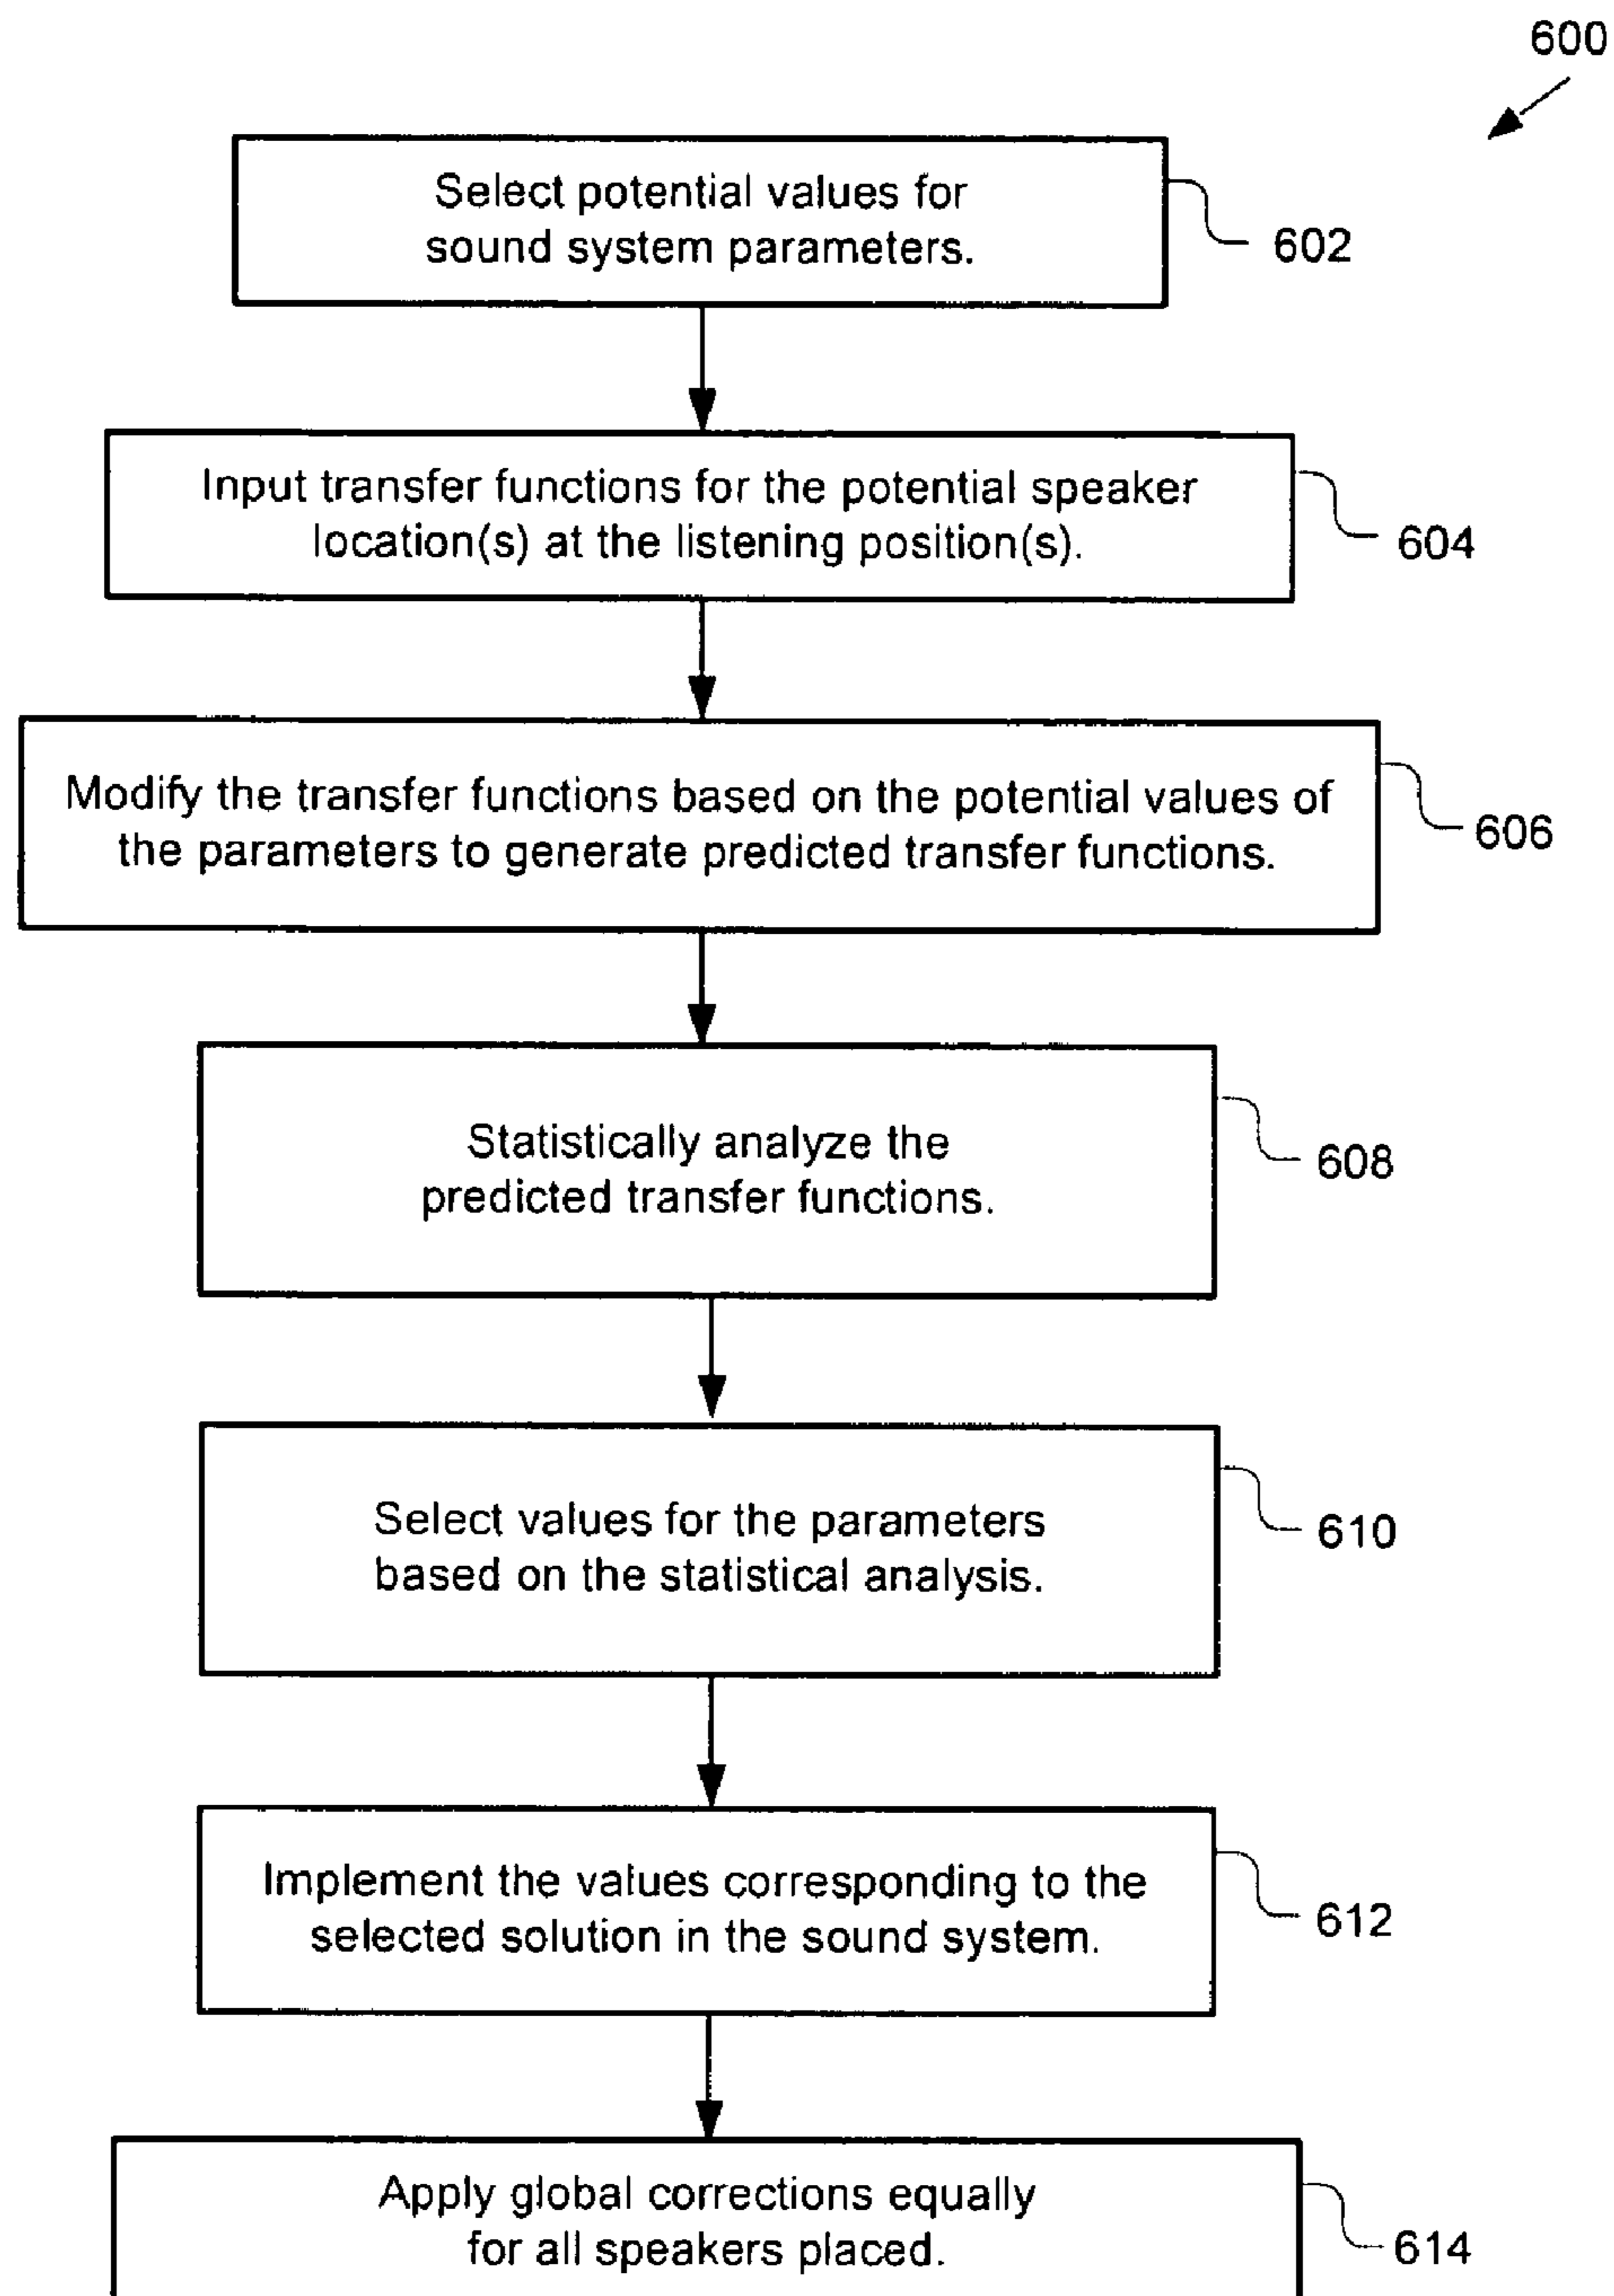 600
Select potential values for
sound system parameters.
602
Input transfer functions for the potential speaker
location(s) at the listening position(s).
604
Modify the transfer functions based on the potential values of
the parameters to generate predicted transfer functions.
606
Statistically analyze the
predicted transfer functions.
608
Select values for the parameters
based on the statistical analysis.
610
Implement the values corresponding to the
selected solution in the sound system.
612
Apply global corrections equally
for all speakers placed.
614